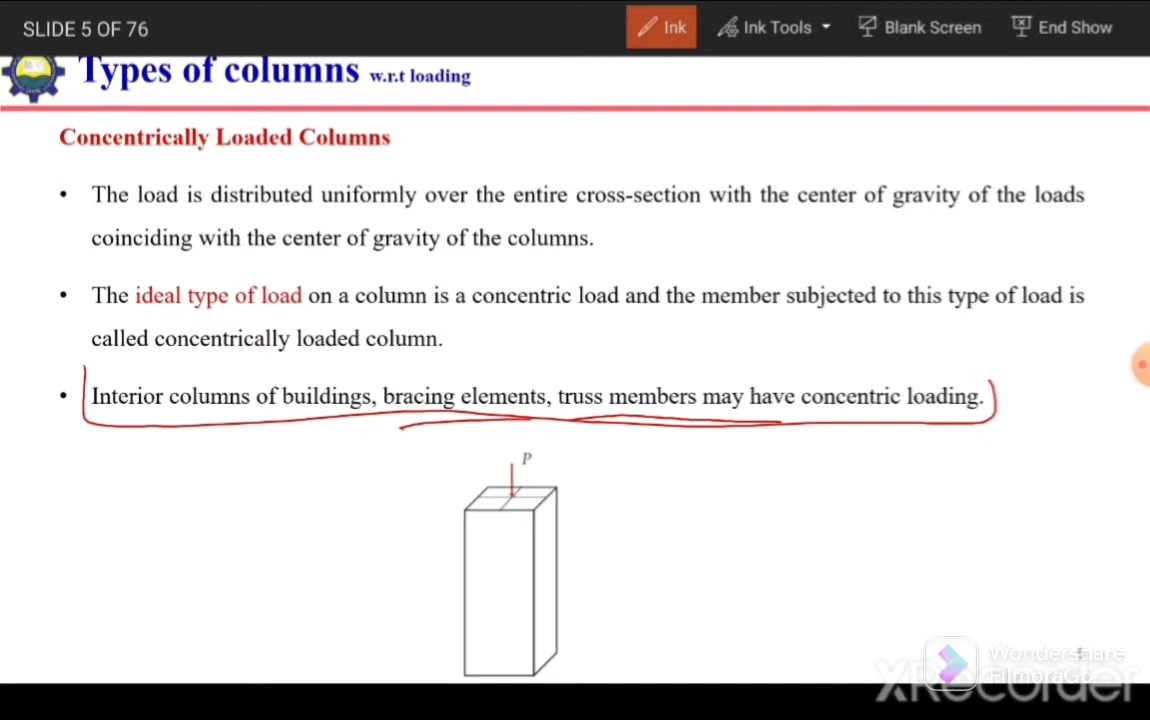 SLIDE 5 OF 76
Ink
Ink Tools
Blank Screen
End Show
Types of columns w.r.t loading
Concentrically Loaded Columns
• The load is distributed uniformly over the entire cross-section with the center of gravity of the loads
coinciding with the center of gravity of the columns.
• The ideal type of load on a column is a concentric load and the member subjected to this type of load is
called concentrically loaded column.
• Interior columns of buildings, bracing elements, truss members may have concentric loading.
P
Wondershare
FilmoraGo
XRecorder